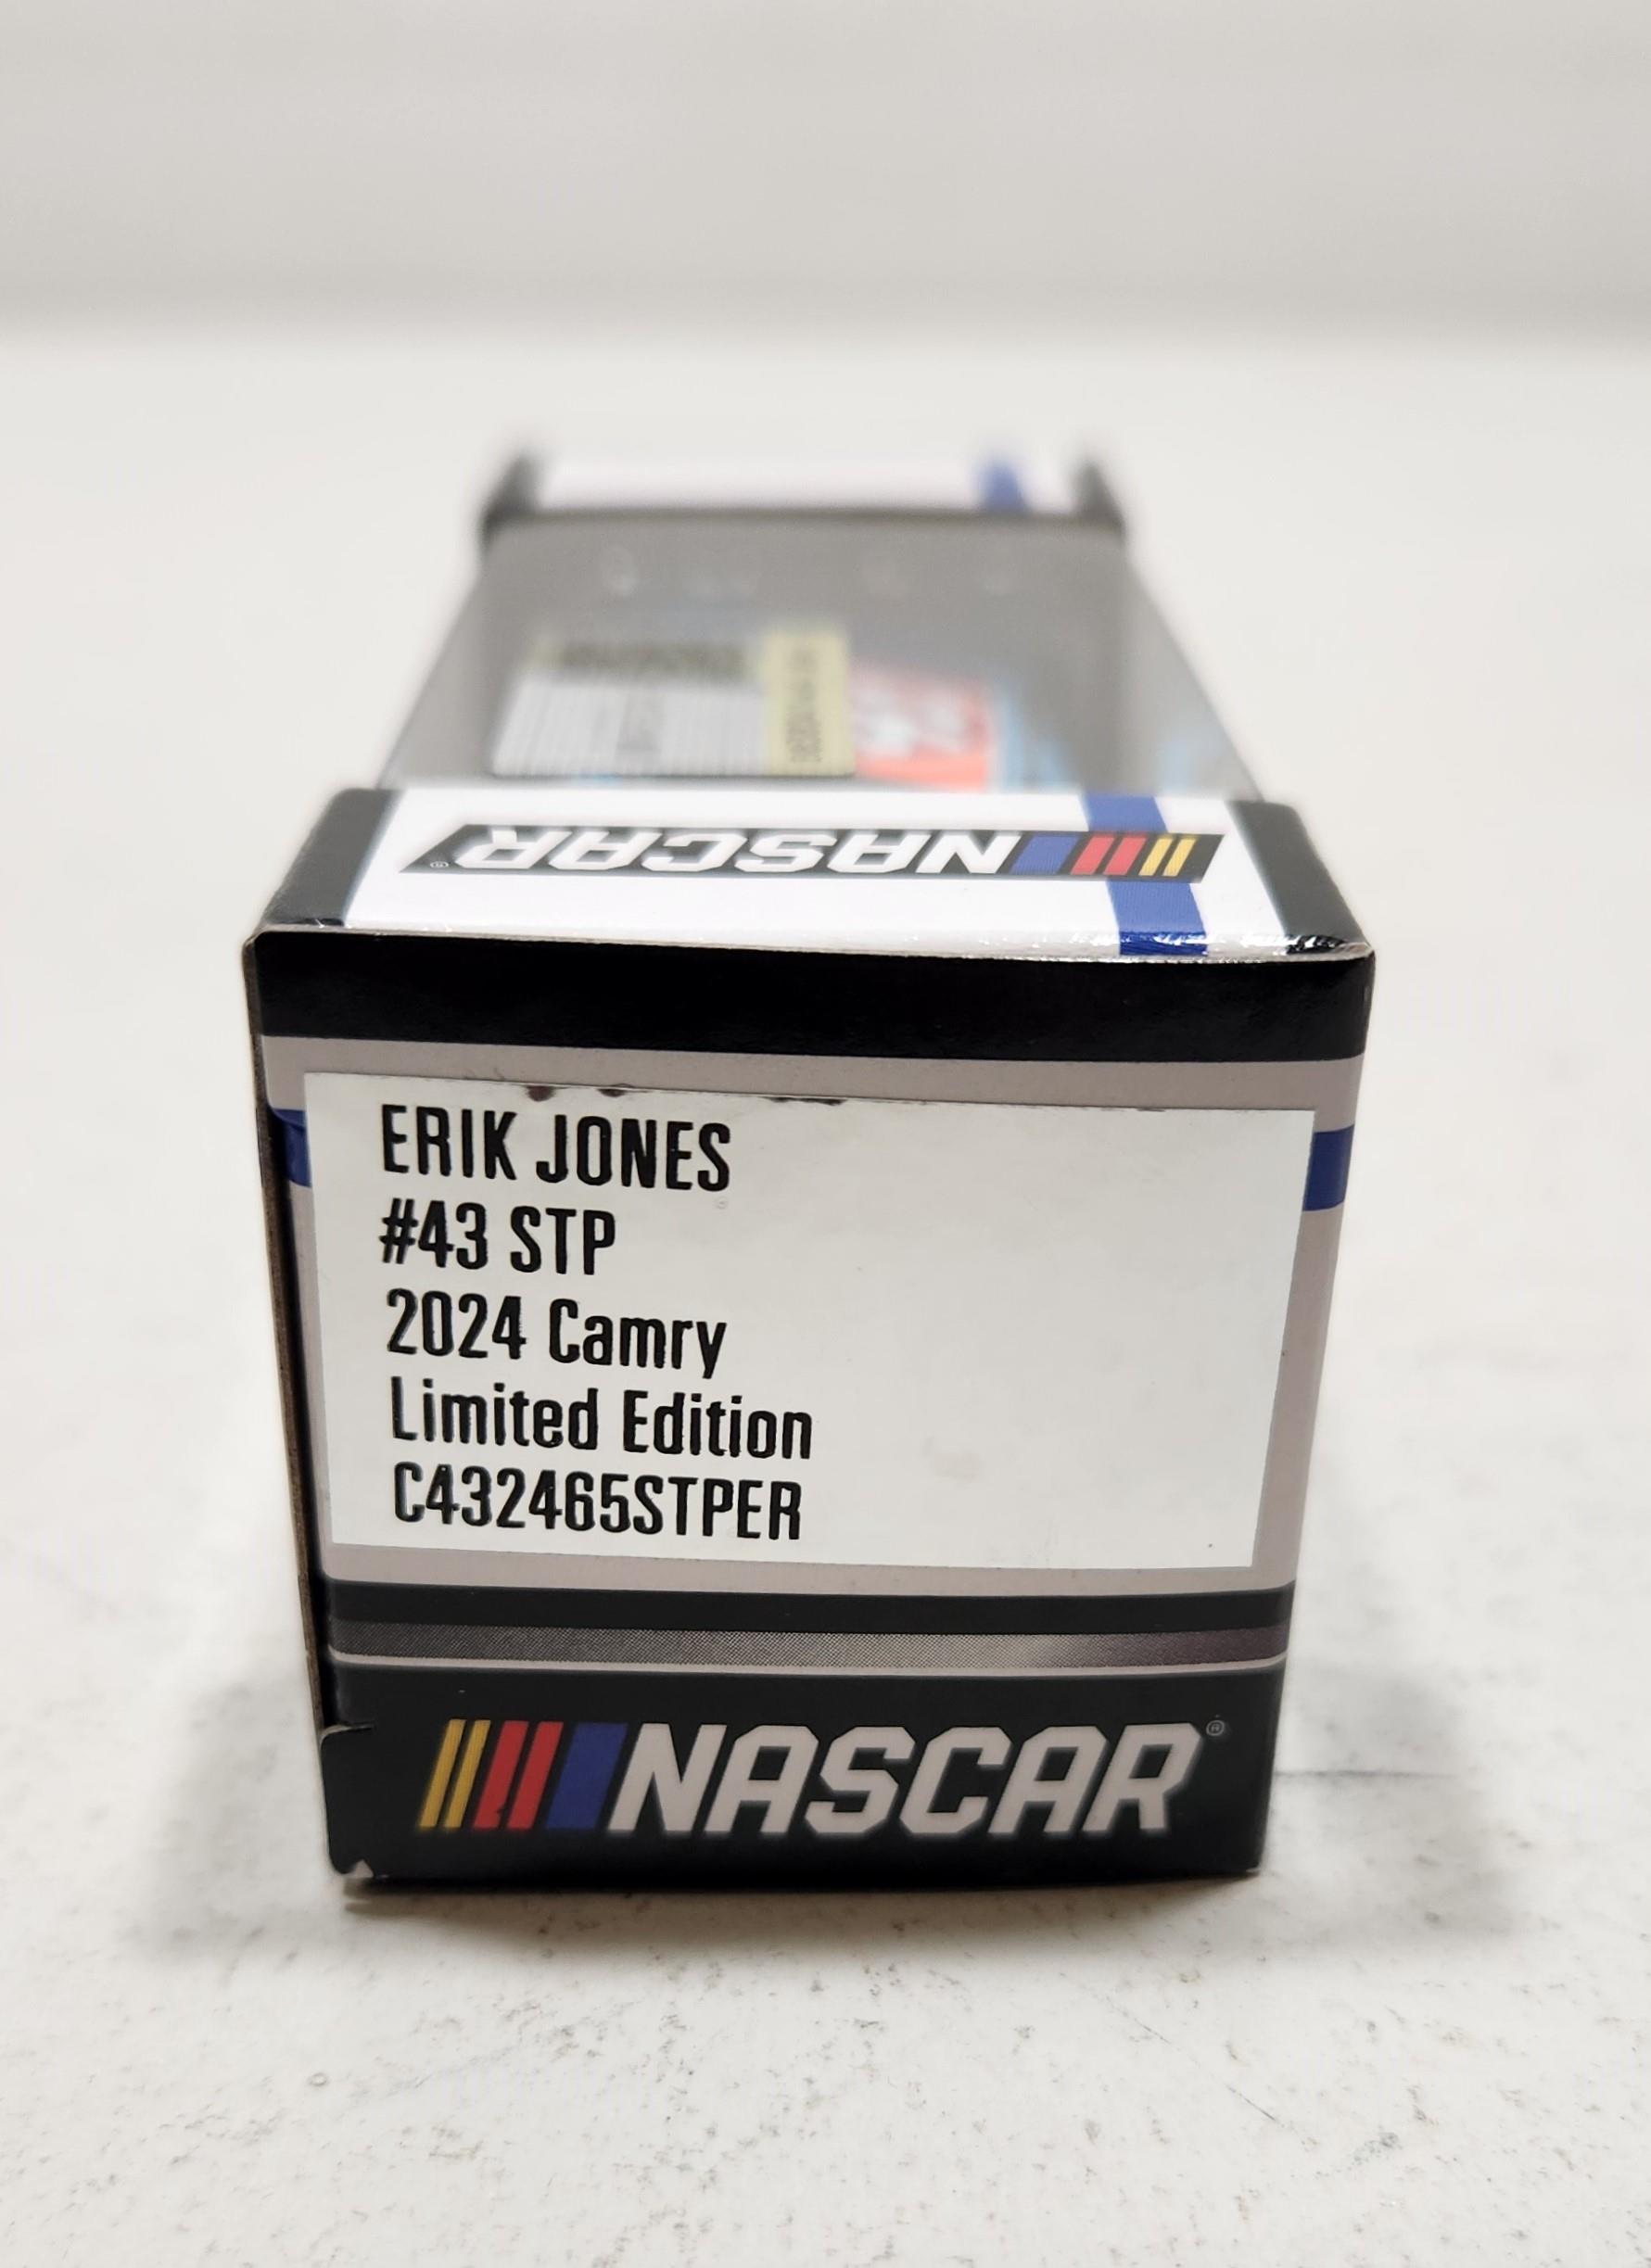 NASCAR
ERIK JONES
#43 STP
2024 Camry
Limited Edition
C432465STPER
NASCAR®